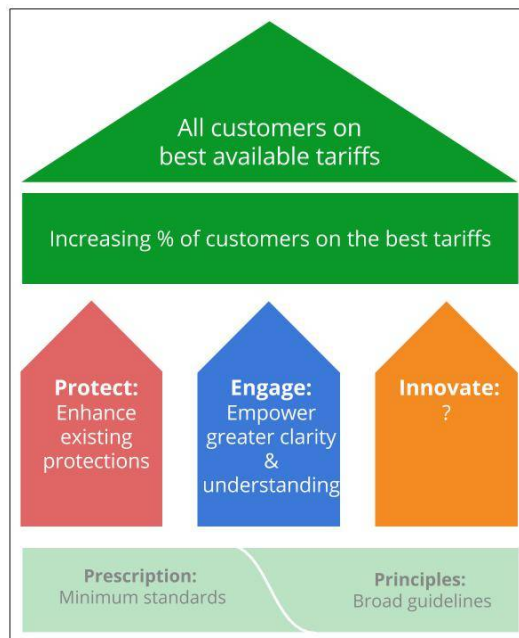 All customers on
best available tariffs
Increasing % of customers on the best tariffs
Protect:
Enhance
existing
protections
Engage:
Empower
greater clarity
&
understanding
Innovate:
?
Prescription:
Minimum standards
Principles:
Broad guidelines